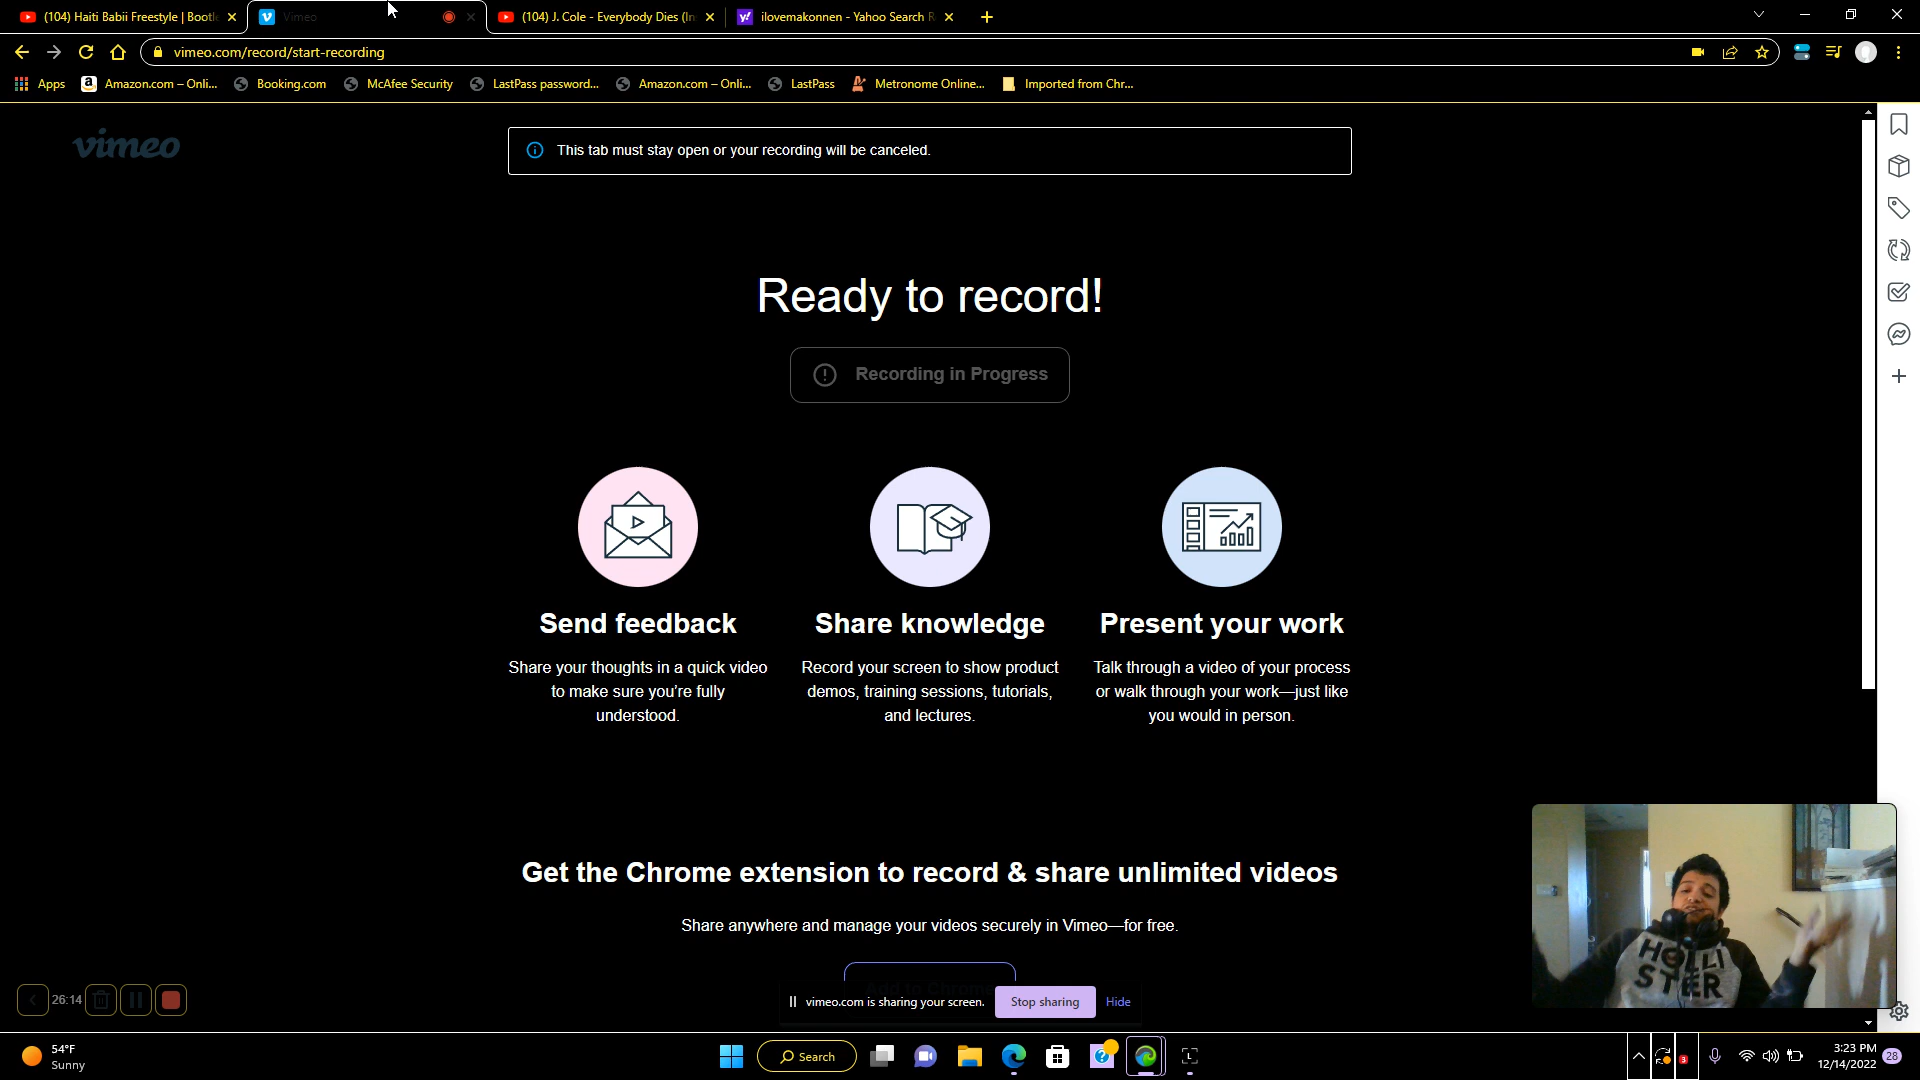 (104) Haiti Babii Freestyle | Bootl
Vimeo
(104) J. Cole - Everybody Dies (In
y!
ilovemakonnen - Yahoo Search R
vimeo.com/record/start-recording
Apps
a
Amazon.com – Onli...
Booking.com
McAfee Security
LastPass password...
Amazon.com – Onli...
LastPass
Metronome Online...
Imported from Chr...
vimeo
This tab must stay open or your recording will be canceled.
Ready to record!
Recording in Progress
Send feedback
Share your thoughts in a quick video
to make sure you’re fully
understood.
Share knowledge
Record your screen to show product
demos, training sessions, tutorials,
and lectures.
Present your work
Talk through a video of your process
or walk through your work—just like
you would in person.
Get the Chrome extension to record & share unlimited videos
Share anywhere and manage your videos securely in Vimeo—for free.
Add to Chrome
HOLLI
STER
26:14
vimeo.com is sharing your screen.
Stop sharing
Hide
54°F
Sunny
Search
3
3:23 PM
12/14/2022
28